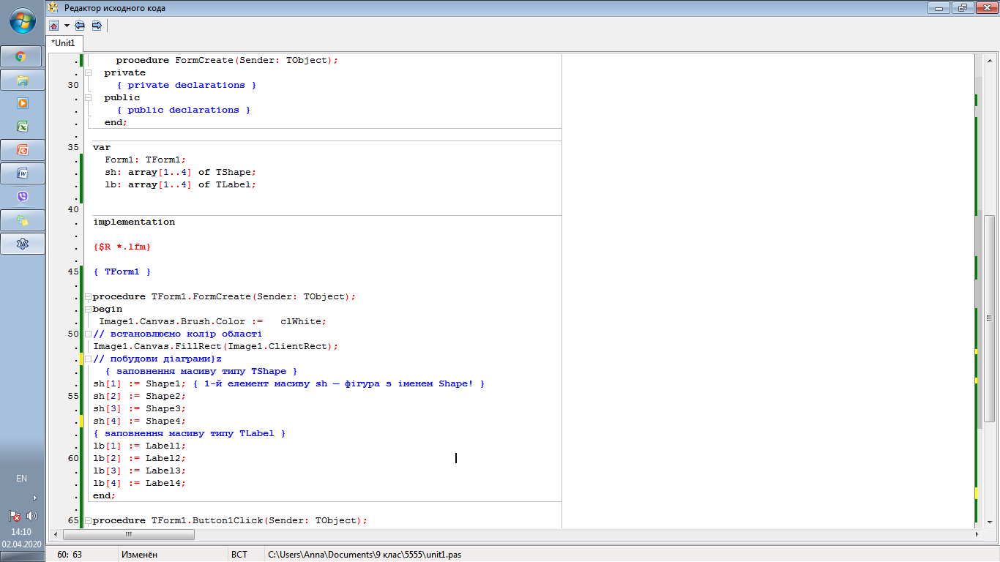 Редактор исходного кода
*Unit1
procedure FormCreate(Sender: TObject);
private
30 { private declarations }
public
{ public declarations }
end;
35 var
Form1: TForm1;
sh: array[1..4] of TShape;
lb: array[1..4] of TLabel;
40
implementation
{$R *.lfm}
45 { TForm1 }
procedure TForm1.FormCreate(Sender: TObject);
begin
Image1.Canvas.Brush.Color := clWhite;
50 // встановлюємо колір області
Image1.Canvas.FillRect(Image1.ClientRect);
// побудови діаграми}z
{ заповнення масиву типу TShape }
sh[1] := Shape1; { 1-й елемент масиву sh — фігура s іменем Shape! }
55 sh[2] := Shape2;
sh[3] := Shape3;
sh[4] := Shape4;
{ заповнення масиву типу TLabel }
lb[1] := Label1;
60 lb[2] := Label2;
lb[3] := Label3;
lb[4] := Label4;
end;
65 procedure TForm1.Button1Click(Sender: TObject);
EN
14:10
02.04.2020
60: 63 Изменён ВСТ C:\Users\Anna\Documents\9 клас\5555\unit1.pas